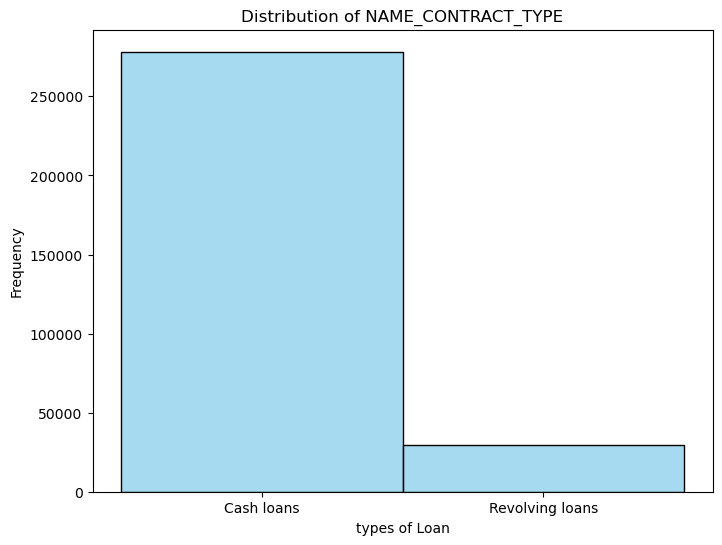 Distribution of NAME_CONTRACT_TYPE
250000
200000
150000
100000
50000
0
Frequency
Cash loans
Revolving loans
types of Loan